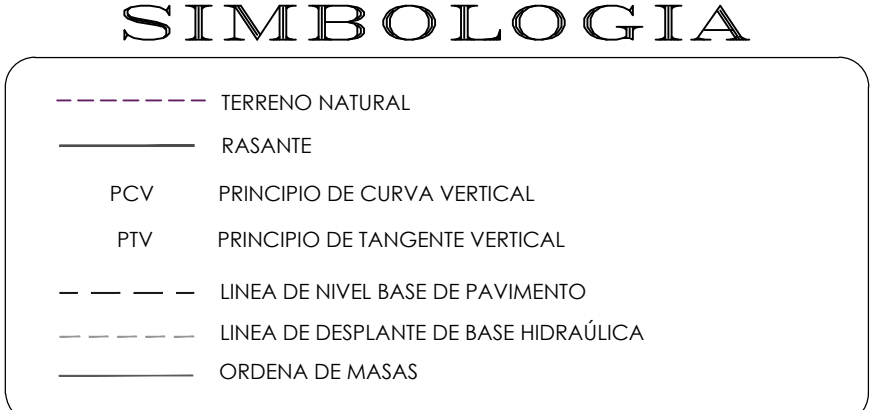 SIMBOLOGIA
TERRENO NATURAL
RASANTE
PCV PRINCIPIO DE CURVA VERTICAL
PTV PRINCIPIO DE TANGENTE VERTICAL
LINEA DE NIVEL BASE DE PAVIMENTO
LINEA DE DESPLANTE DE BASE HIDRAÚLICA
ORDENA DE MASAS